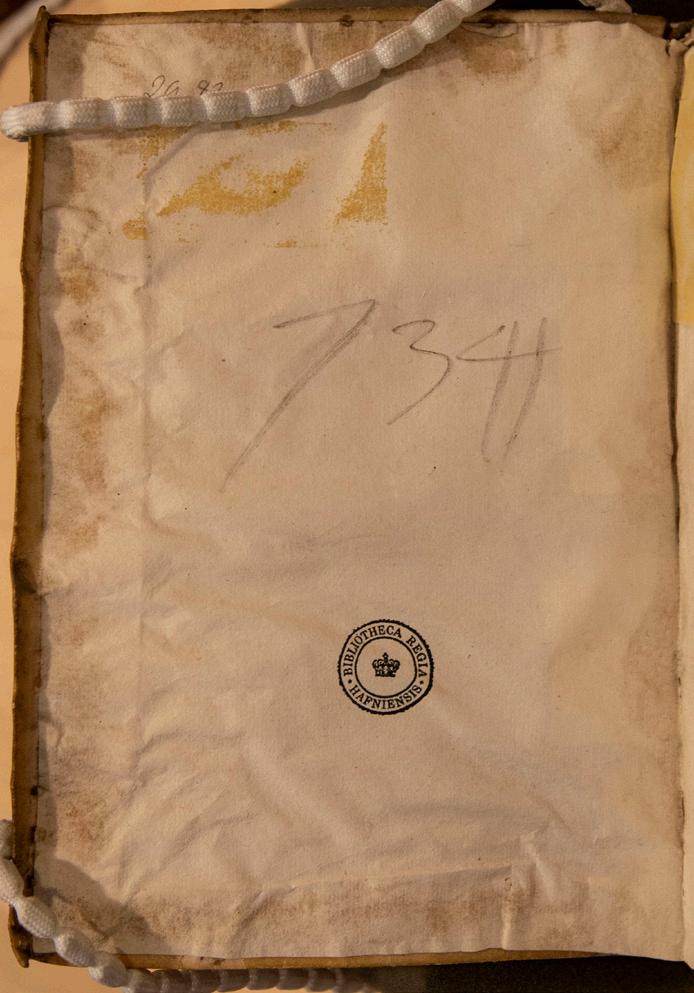 734
BIBLIOTHECA REGIA
HAFNIENSIS